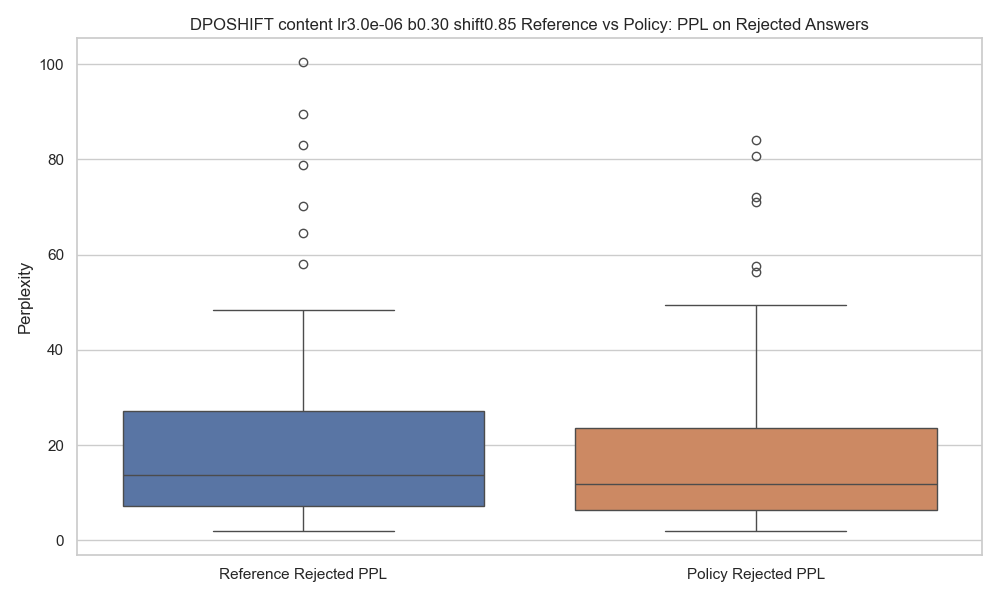 DPOSHIFT content lr3.0e-06 b0.30 shift0.85 Reference vs Policy: PPL on Rejected Answers
100
80
60
40
20
0
Perplexity
Reference Rejected PPL
Policy Rejected PPL